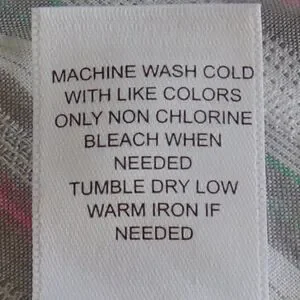 MACHINE WASH COLD
WITH LIKE COLORS
ONLY NON CHLORINE
BLEACH WHEN
NEEDED
TUMBLE DRY LOW
WARM IRON IF
NEEDED